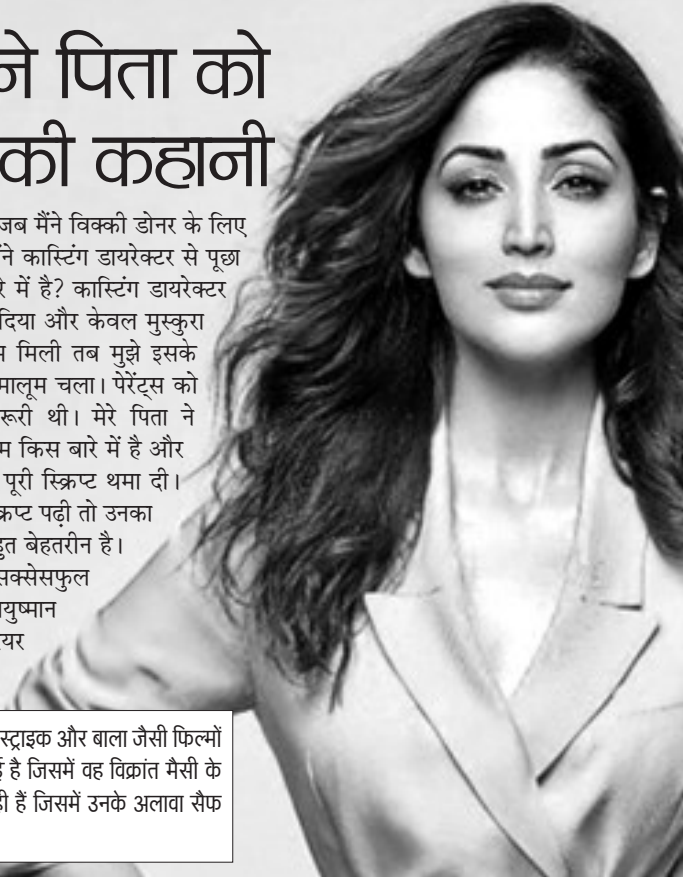 ने पिता को
की कहानी
जब मैंने विक्की डोनर के लिए
ने कास्टिंग डायरेक्टर से पूछा
में है? कास्टिंग डायरेक्टर
दिया और केवल मुस्कुरा
मिली तब मुझे इसके
मालूम चला। पेरेंट्स को
रूरी थी। मेरे पिता ने
म किस बारे में है और
पूरी स्क्रिप्ट थमा दी।
क्रप्ट पढ़ी तो उनका
हुत बेहतरीन है।
सक्सेसफुल
युष्मान
यर
स्ट्राइक और बाला जैसी फिल्मों
है जिसमें वह विक्रांत मैसी के
ही हैं जिसमें उनके अलावा सैफ